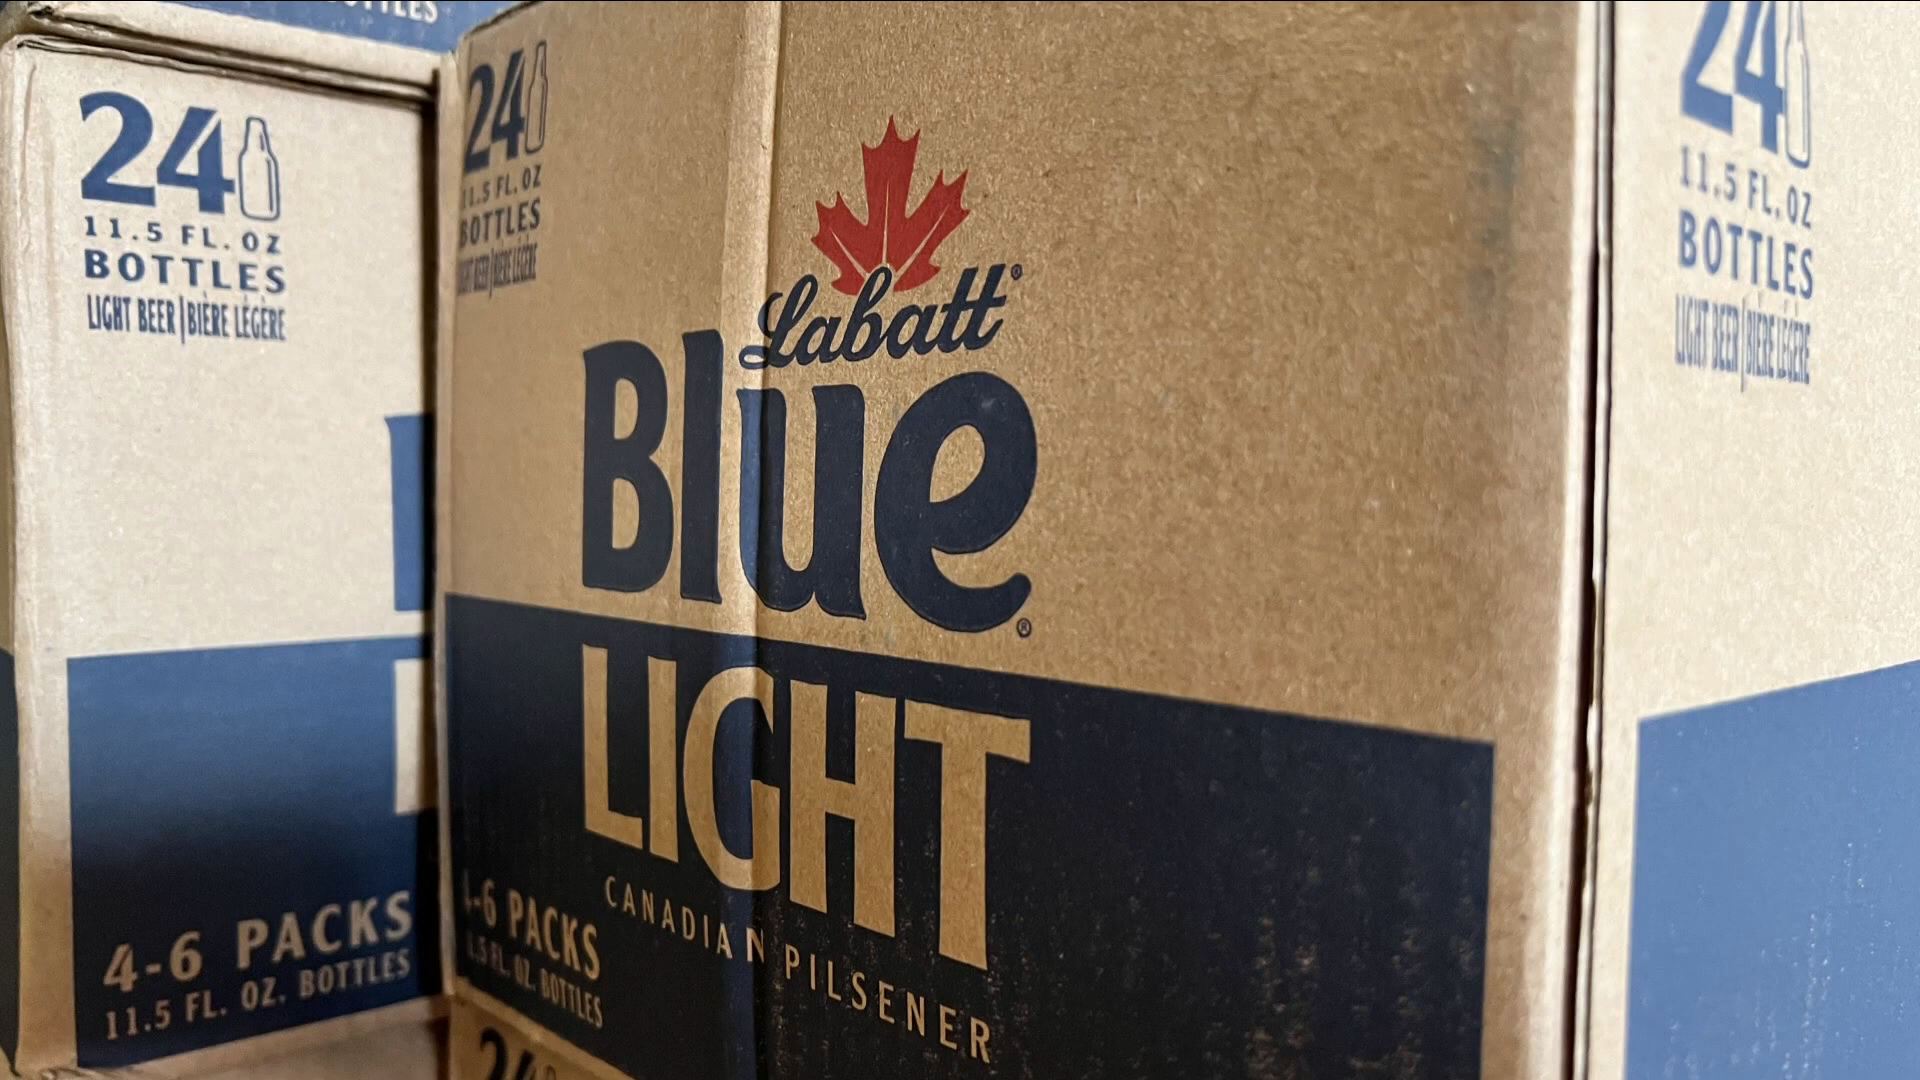 24
11.5 FL. OZ
BOTTLES
LIGHT BEER | BIÈRE LÉGÈRE
4-6 PACKS
11.5 FL. OZ. BOTTLES
24
11.5 FL. OZ
BOTTLES
LIGHT BEER | BIÈRE LÉGÈRE
Labatt®
Blue®
LIGHT
CANADIAN PILSENER
4-6 PACKS
11.5 FL. OZ. BOTTLES
24
24
11.5 FL. OZ
BOTTLES
LIGHT BEER | BIÈRE LÉGÈRE